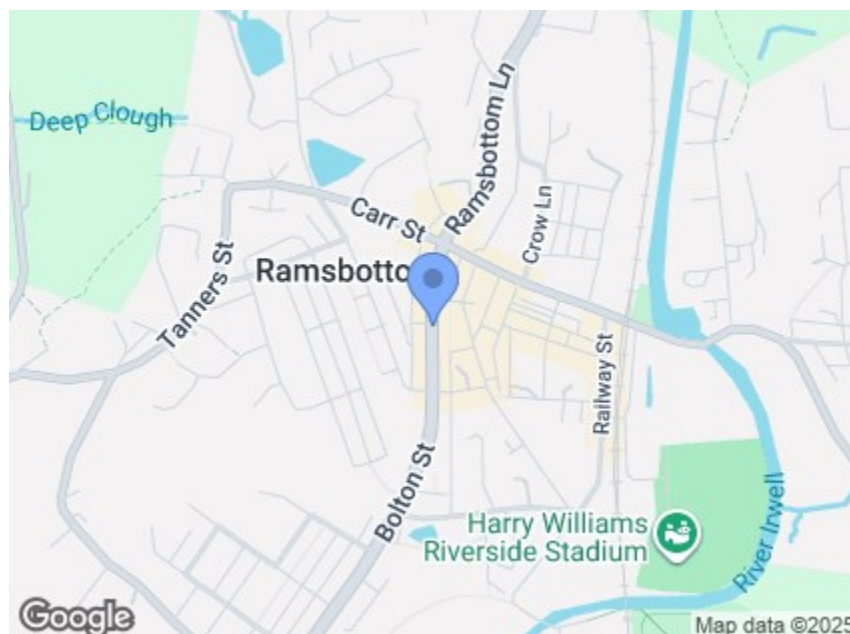 Deep Clough
Ramsbottom Ln
Carr St
Crow Ln
Ramsbotto
Tanners St
Railway St
Bolton St
Harry Williams
Riverside Stadium
River Irwell
Google
Map data ©2025